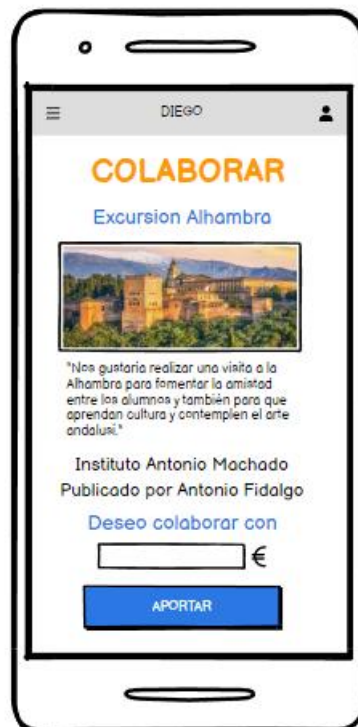 DIEGO
COLABORAR
Excursion Alhambra
"Nos gustaría realizar una visita a la
Alhambra para fomentar la amistad
entre los alumnos y también para que
aprendan cultura y contemplen el arte
andalusí."
Instituto Antonio Machado
Publicado por Antonio Fidalgo
Deseo colaborar con
€
APORTAR